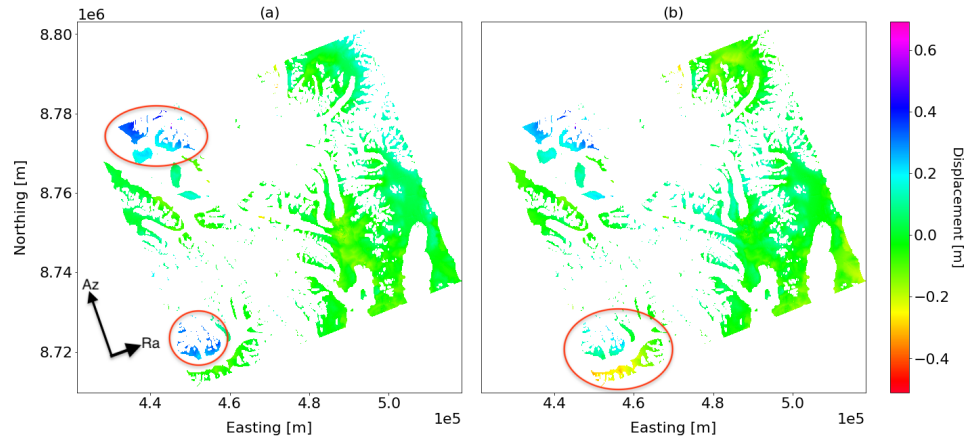 (a) (b)
1e6
8.80
8.78
8.76
8.74
8.72
Northing [m]
Az
Ra
4.4 4.6 4.8 5.0
1e5
Easting [m]
4.4 4.6 4.8 5.0
1e5
Easting [m]
0.6
0.4
0.2
0.0
−0.2
−0.4
Displacement [m]